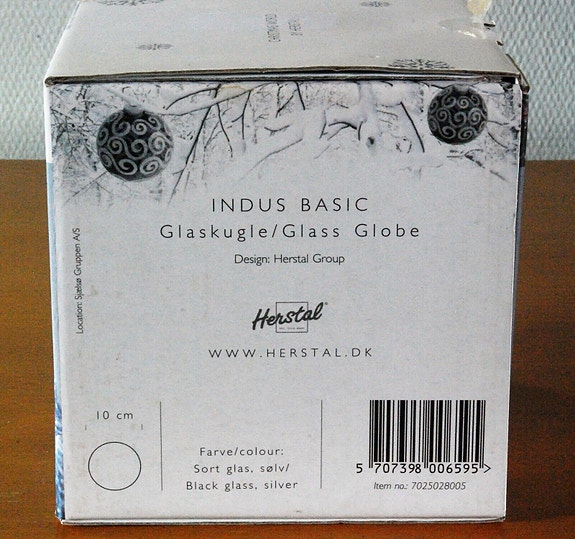 INDUS BASIC
Glaskugle/Glass Globe
Design: Herstal Group
Location: Sjælsø Gruppen A/S
Herstal®
WWW.HERSTAL.DK
10 cm
Farve/colour:
Sort glas, sølv/
Black glass, silver
5 707398 006595>
Item no.: 7025028005